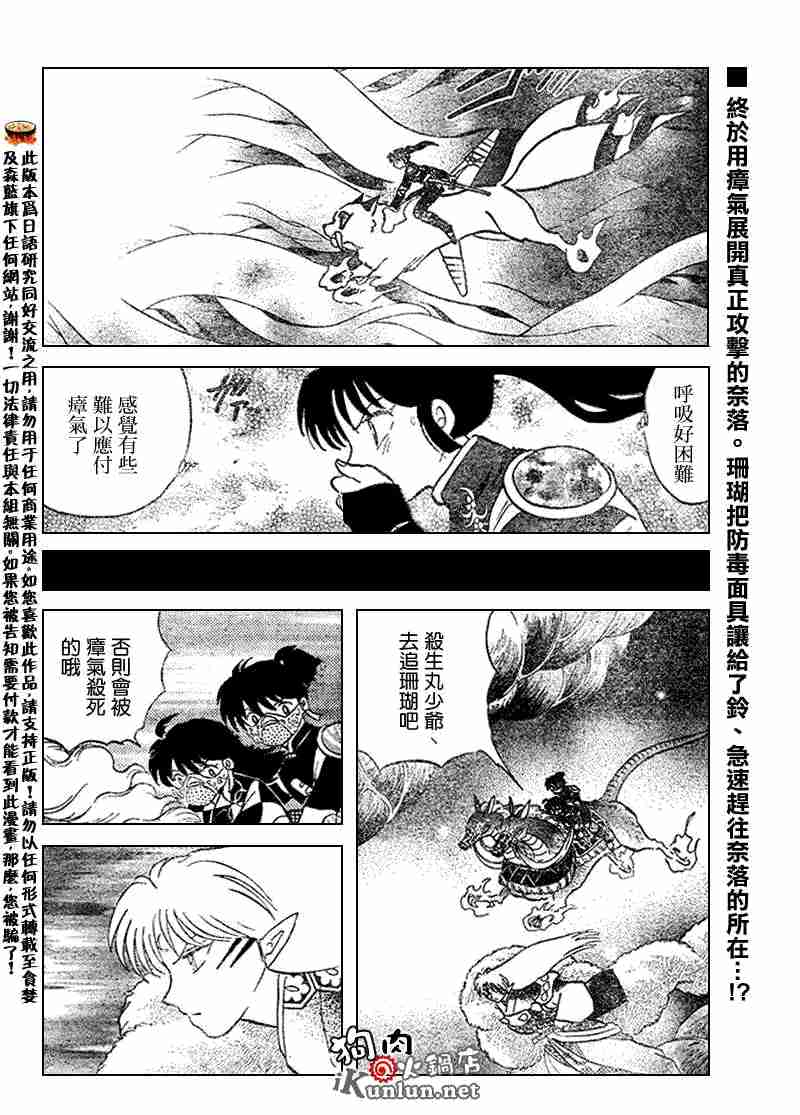 ■終於用瘴氣展開真正攻擊的奈落。珊瑚把防毒面具讓給了鈴、急速趕往奈落的所在…!?
呼吸好困難
感覺有些
難以應付
瘴氣了
殺生丸少爺、
去追珊瑚吧
否則會被
瘴氣殺死
的哦
此版本爲日語研究同好交流之用，請勿用于任何商業用途。如您喜歡此作品，請支持正版！請勿以任何形式轉載至貪婪
及森藍旗下任何網站，謝謝！一切法律責任與本組無關。如果您被告知需要付款才能看到此漫畫，那麼，您被騙了！
狗肉
火鍋店
iKunlun.net